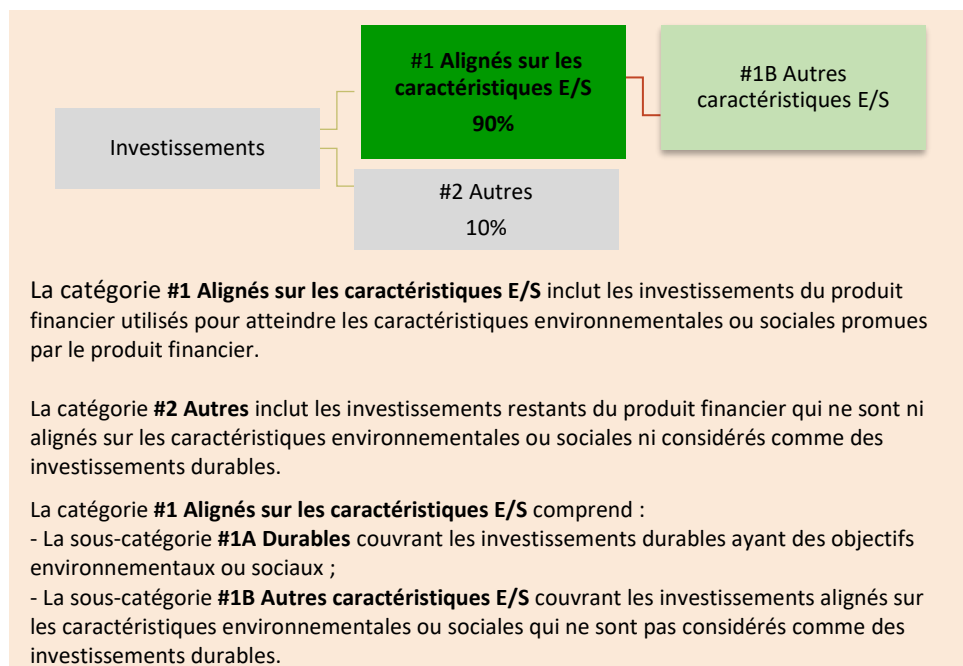 #1 Alignés sur les
caractéristiques E/S
90%
#1B Autres
caractéristiques E/S
Investissements
#2 Autres
10%
La catégorie #1 Alignés sur les caractéristiques E/S inclut les investissements du produit
financier utilisés pour atteindre les caractéristiques environnementales ou sociales promues
par le produit financier.
La catégorie #2 Autres inclut les investissements restants du produit financier qui ne sont ni
alignés sur les caractéristiques environnementales ou sociales ni considérés comme des
investissements durables.
La catégorie #1 Alignés sur les caractéristiques E/S comprend :
- La sous-catégorie #1A Durables couvrant les investissements durables ayant des objectifs
environnementaux ou sociaux ;
- La sous-catégorie #1B Autres caractéristiques E/S couvrant les investissements alignés sur
les caractéristiques environnementales ou sociales qui ne sont pas considérés comme des
investissements durables.